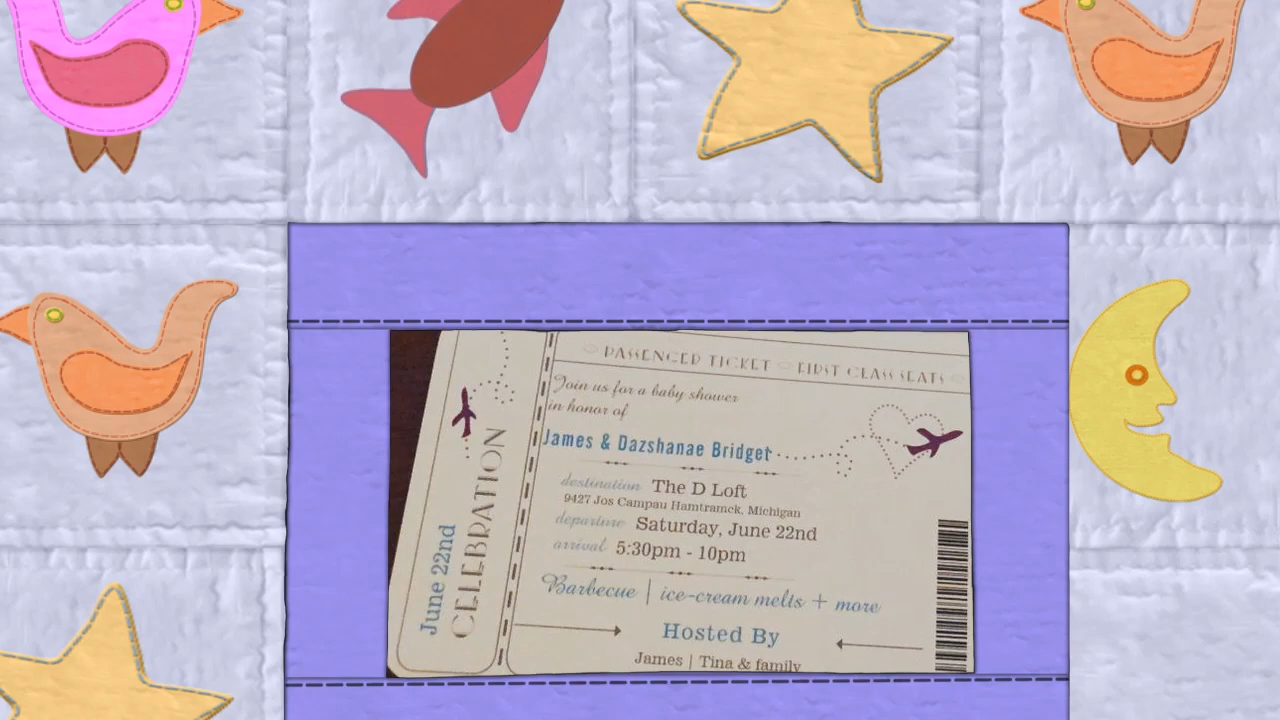 June 22nd
CELEBRATION
PASSENGER TICKET FIRST CLASS SEATS
Join us for a baby shower
in honor of
James & Dazshanae Bridget
destination The D Loft
9427 Jos Campau Hamtramck, Michigan
departure Saturday, June 22nd
arrival 5:30pm - 10pm
Barbecue | ice-cream melts + more
Hosted By
James | Tina & family